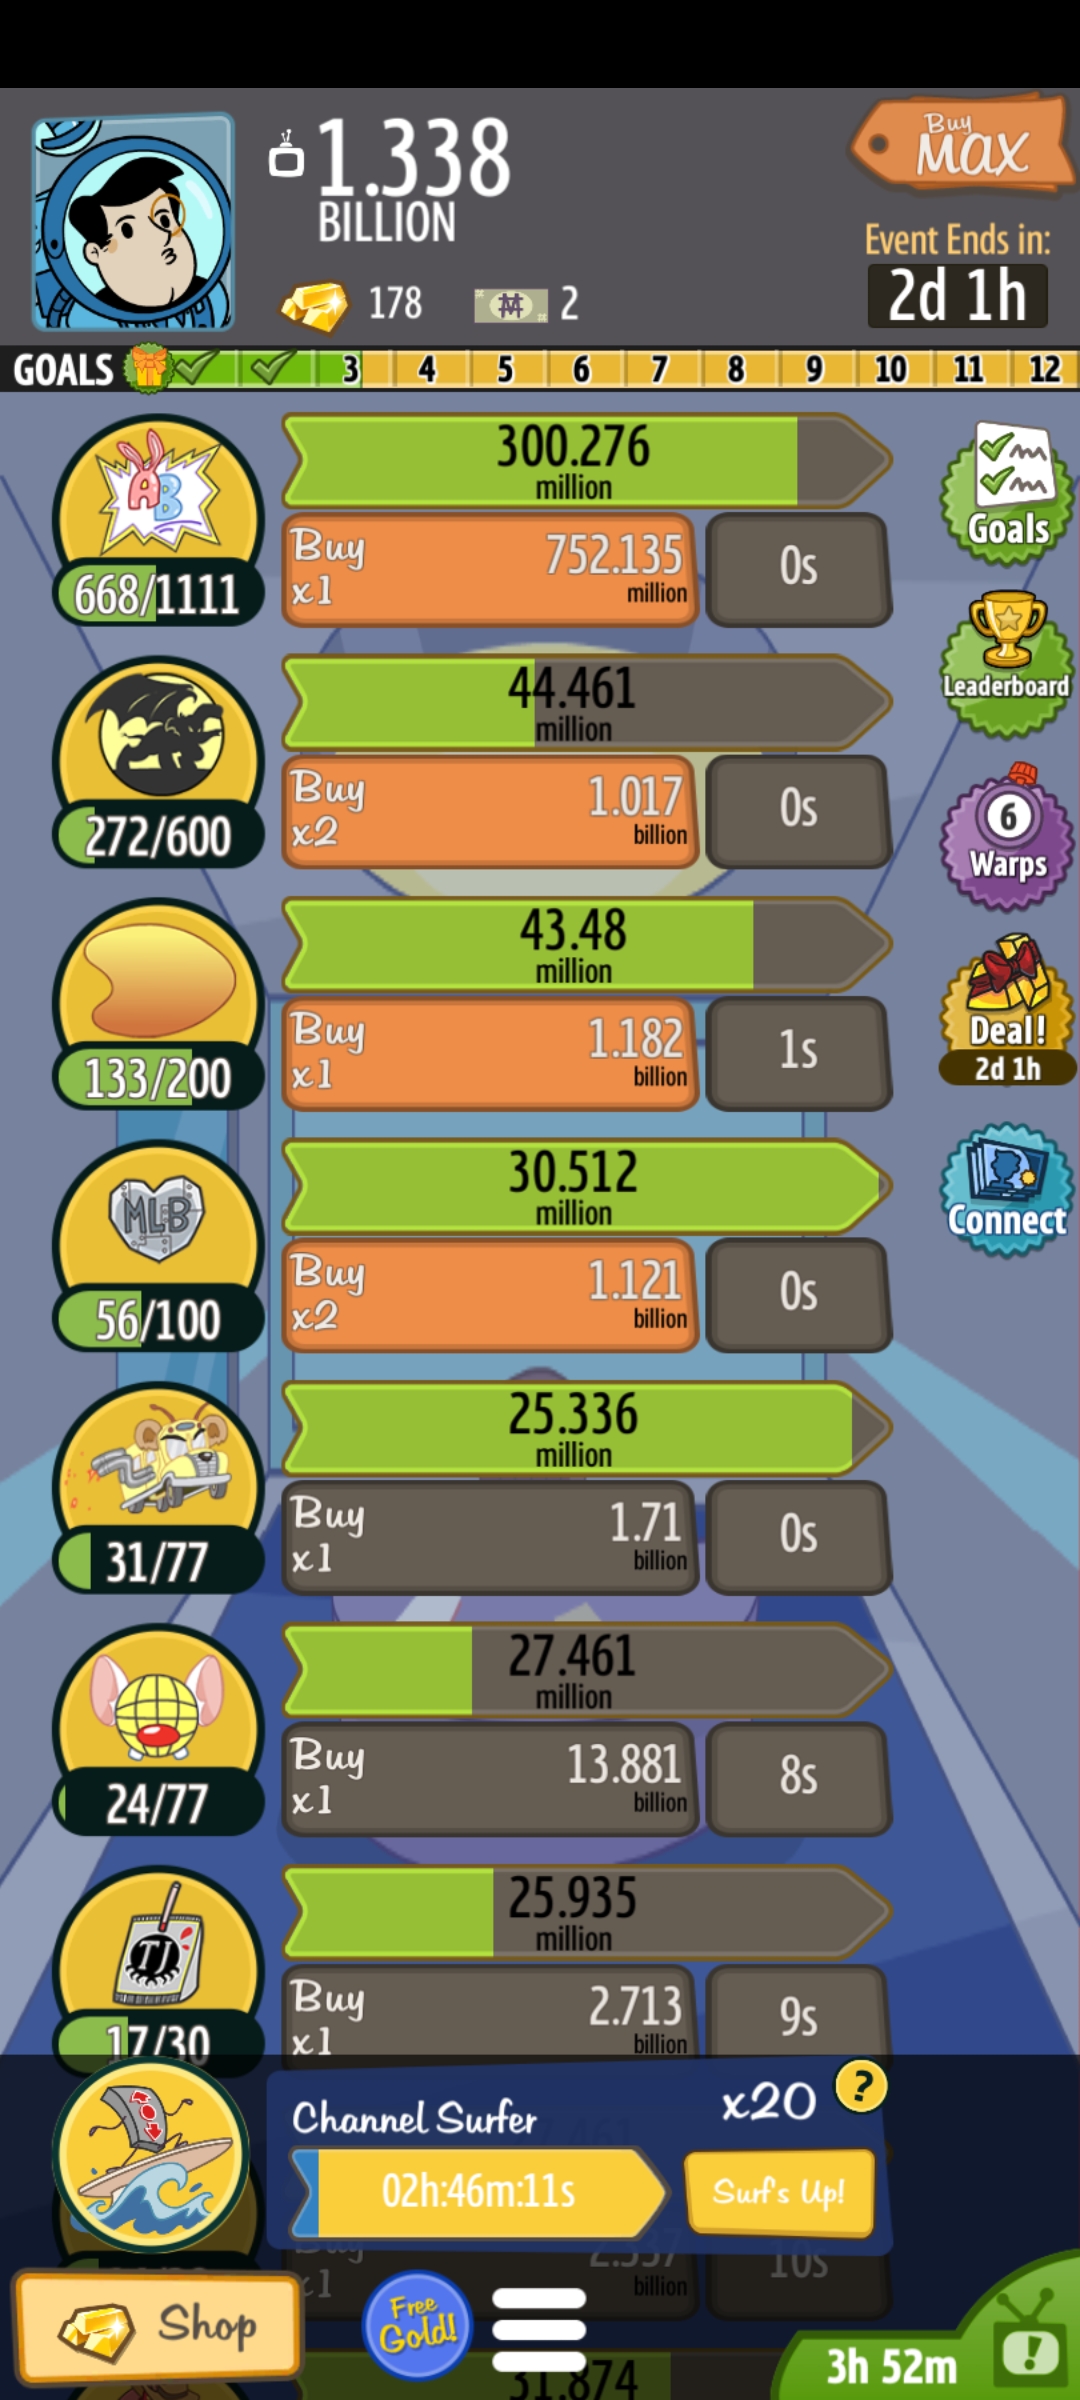 1.338
BILLION
Buy
MAX
Event Ends in:
2d 1h
178
2
GOALS 3 4 5 6 7 8 9 10 11 12
AB
668/1111
300.276
million
Buy
x1
752.135
million
0s
Goals
272/600
44.461
million
Buy
x2
1.017
billion
0s
Leaderboard
6
Warps
133/200
43.48
million
Buy
x1
1.182
billion
1s
Deal!
2d 1h
MLB
56/100
30.512
million
Buy
x2
1.121
billion
0s
Connect
31/77
25.336
million
Buy
x1
1.71
billion
0s
24/77
27.461
million
Buy
x1
13.881
billion
8s
TJ
17/30
25.935
million
Buy
x1
2.713
billion
9s
Channel Surfer
x20
?
02h:46m:11s
Surf's Up!
Buy
x1
2.337
billion
10s
Shop
Free
Gold!
31.874
3h 52m
!